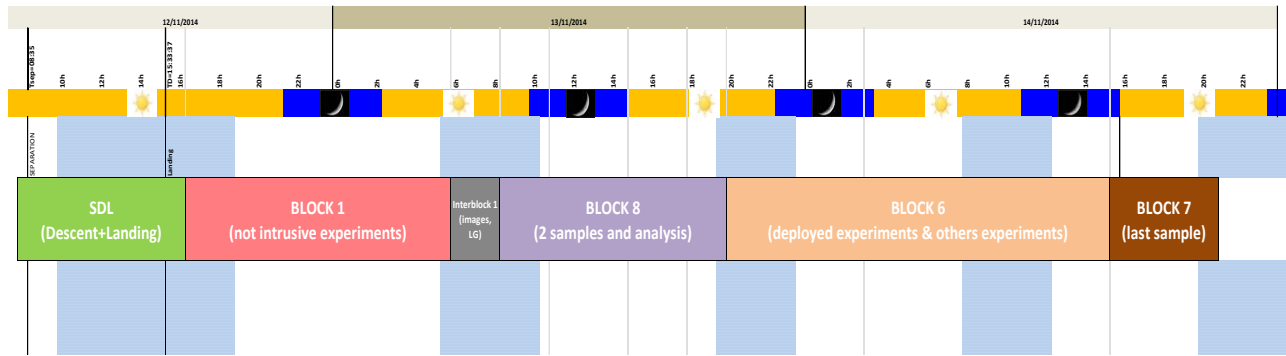 12/11/2014
13/11/2014
14/11/2014
Tsep=08:35
10h
12h
14h
TD=15:33:37
16h
18h
20h
22h
0h
2h
4h
6h
8h
10h
12h
14h
16h
18h
20h
22h
0h
2h
4h
6h
8h
10h
12h
14h
16h
18h
20h
22h
SEPARATION
Landing
SDL
(Descent+Landing)
BLOCK 1
(not intrusive experiments)
Interblock 1
(images,
LG)
BLOCK 8
(2 samples and analysis)
BLOCK 6
(deployed experiments & others experiments)
BLOCK 7
(last sample)